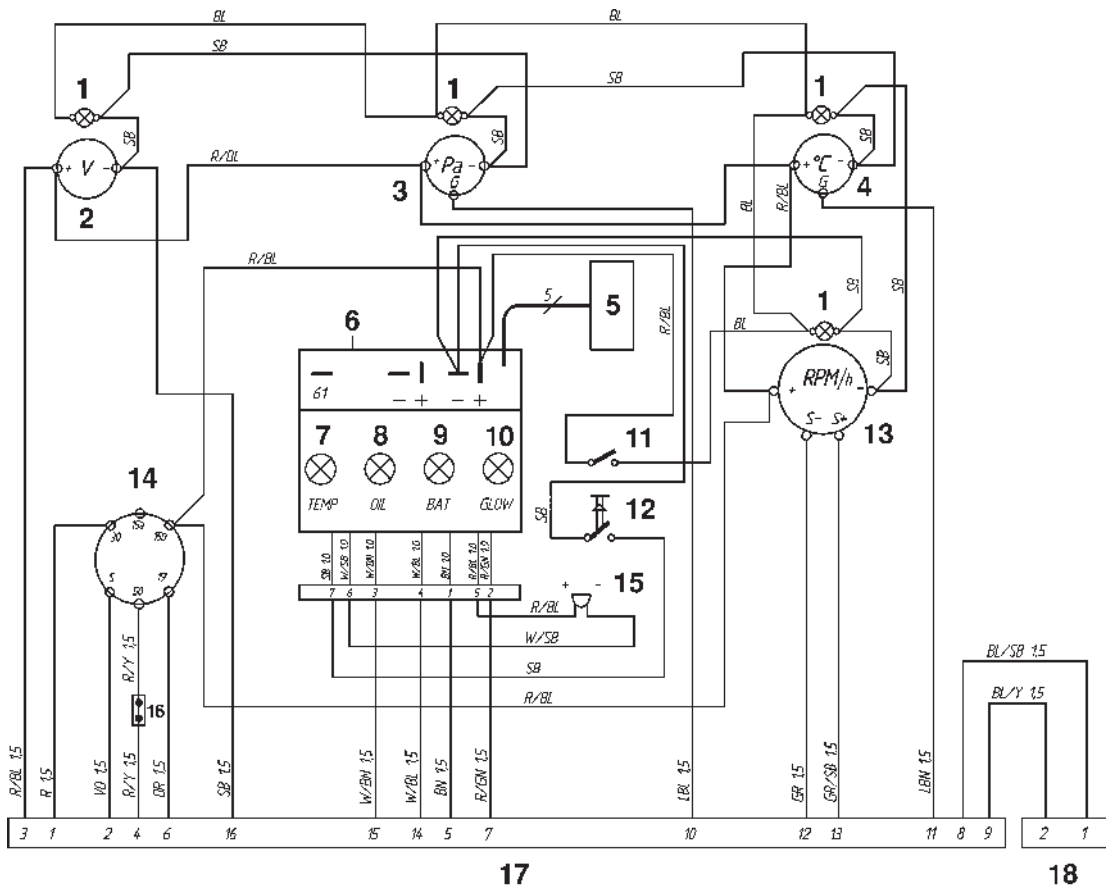 BL
BL
SB
SB
1
1
1
SB
SB
SB
+ V -
+ Pa -
G
+ °C -
G
R/BL
2
3
4
BL
R/BL
R/BL
5
5
6
R/BL
SB
SB
1
BL
SB
61
- +
- +
RPM/h
+ -
S- S+
13
7
8
9
10
11
TEMP
OIL
BAT
GLOW
12
SB
14
30
15a
19
5
50
17
SB 1.0
W/SB 1.0
W/BN 1.0
W/BL 1.0
BN 1.0
R/BL 1.0
R/GN 1.0
7 6 3 4 1 5 2
+ -
15
R/BL
W/SB
SB
R/BL
BL/SB 1,5
BL/Y 1,5
R/Y 1,5
16
R/BL 1,5
R 1,5
VO 1,5
R/Y 1,5
OR 1,5
SB 1,5
W/BN 1,5
W/BL 1,5
BN 1,5
R/GN 1,5
LBL 1,5
GR 1,5
GR/SB 1,5
LBN 1,5
3 1 2 4 6 16 15 14 5 7 10 12 13 11 8 9
2 1
17
18